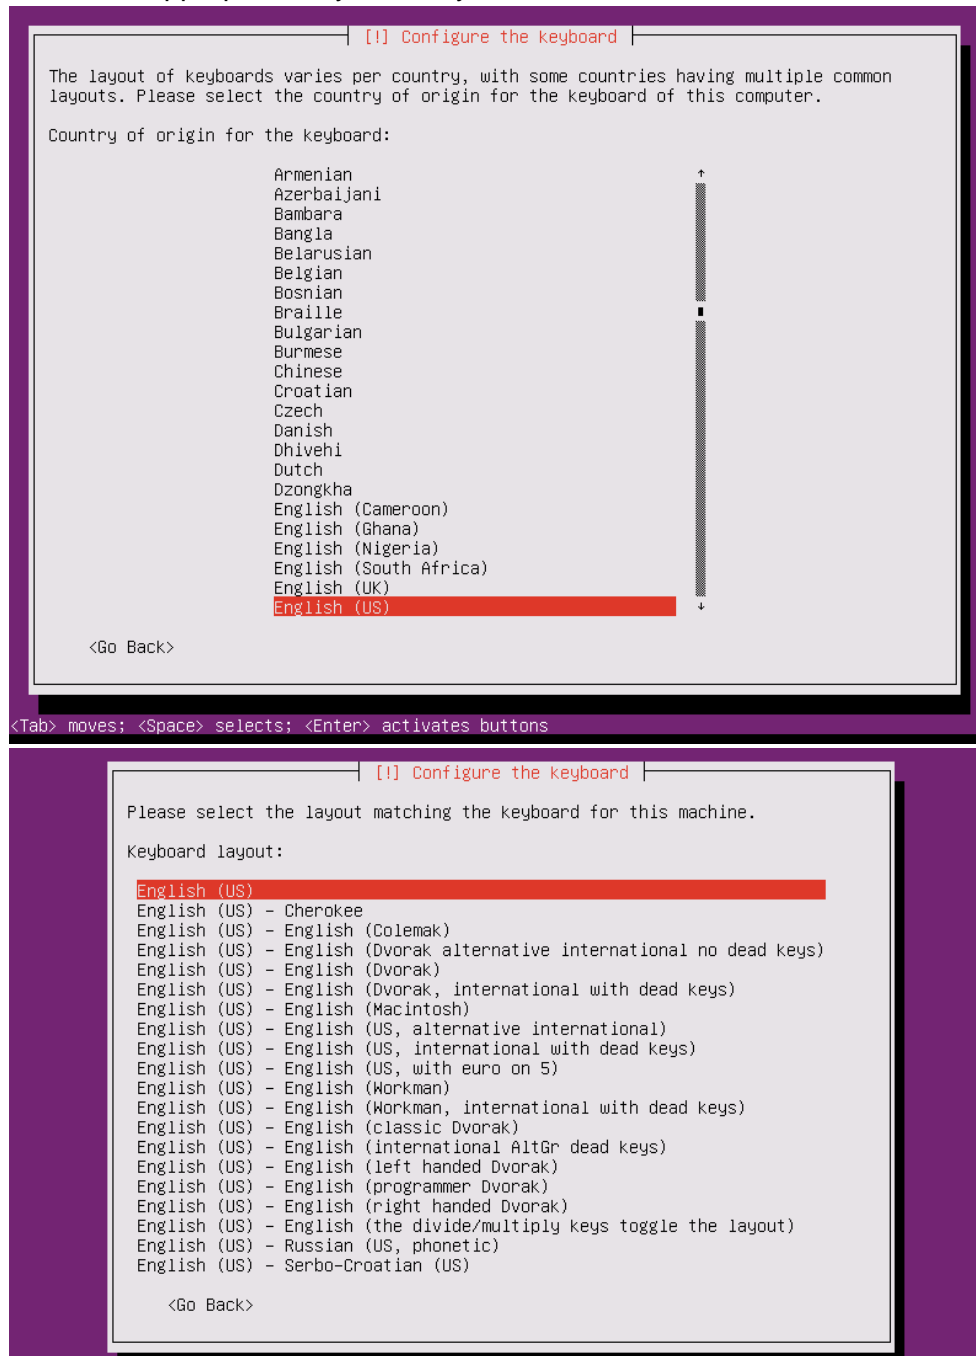 [!] Configure the keyboard
The layout of keyboards varies per country, with some countries having multiple common
layouts. Please select the country of origin for the keyboard of this computer.
Country of origin for the keyboard:
Armenian
Azerbaijani
Bambara
Bangla
Belarusian
Belgian
Bosnian
Braille
Bulgarian
Burmese
Chinese
Croatian
Czech
Danish
Dhivehi
Dutch
Dzongkha
English (Cameroon)
English (Ghana)
English (Nigeria)
English (South Africa)
English (UK)
English (US)
<Go Back>
<Tab> moves; <Space> selects; <Enter> activates buttons
[!] Configure the keyboard
Please select the layout matching the keyboard for this machine.
Keyboard layout:
English (US)
English (US) – Cherokee
English (US) – English (Colemak)
English (US) – English (Dvorak alternative international no dead keys)
English (US) – English (Dvorak)
English (US) – English (Dvorak, international with dead keys)
English (US) – English (Macintosh)
English (US) – English (US, alternative international)
English (US) – English (US, international with dead keys)
English (US) – English (US, with euro on 5)
English (US) – English (Workman)
English (US) – English (Workman, international with dead keys)
English (US) – English (classic Dvorak)
English (US) – English (international AltGr dead keys)
English (US) – English (left handed Dvorak)
English (US) – English (programmer Dvorak)
English (US) – English (right handed Dvorak)
English (US) – English (the divide/multiply keys toggle the layout)
English (US) – Russian (US, phonetic)
English (US) – Serbo-Croatian (US)
<Go Back>